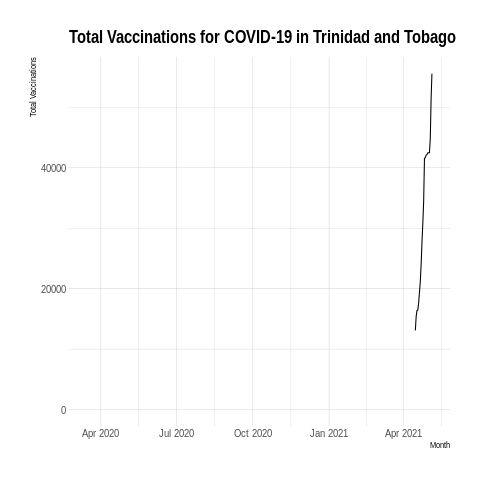 Total Vaccinations for COVID-19 in Trinidad and Tobago
Total Vaccinations
40000
20000
0
Apr 2020
Jul 2020
Oct 2020
Jan 2021
Apr 2021
Month